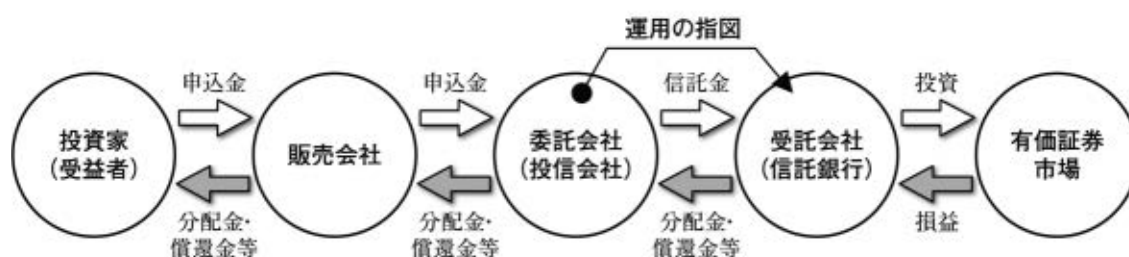 運用の指図
申込金
申込金
信託金
投資
投資家
（受益者）
販売会社
委託会社
（投信会社）
受託会社
（信託銀行）
有価証券
市場
分配金・
償還金等
分配金・
償還金等
分配金・
償還金等
損益